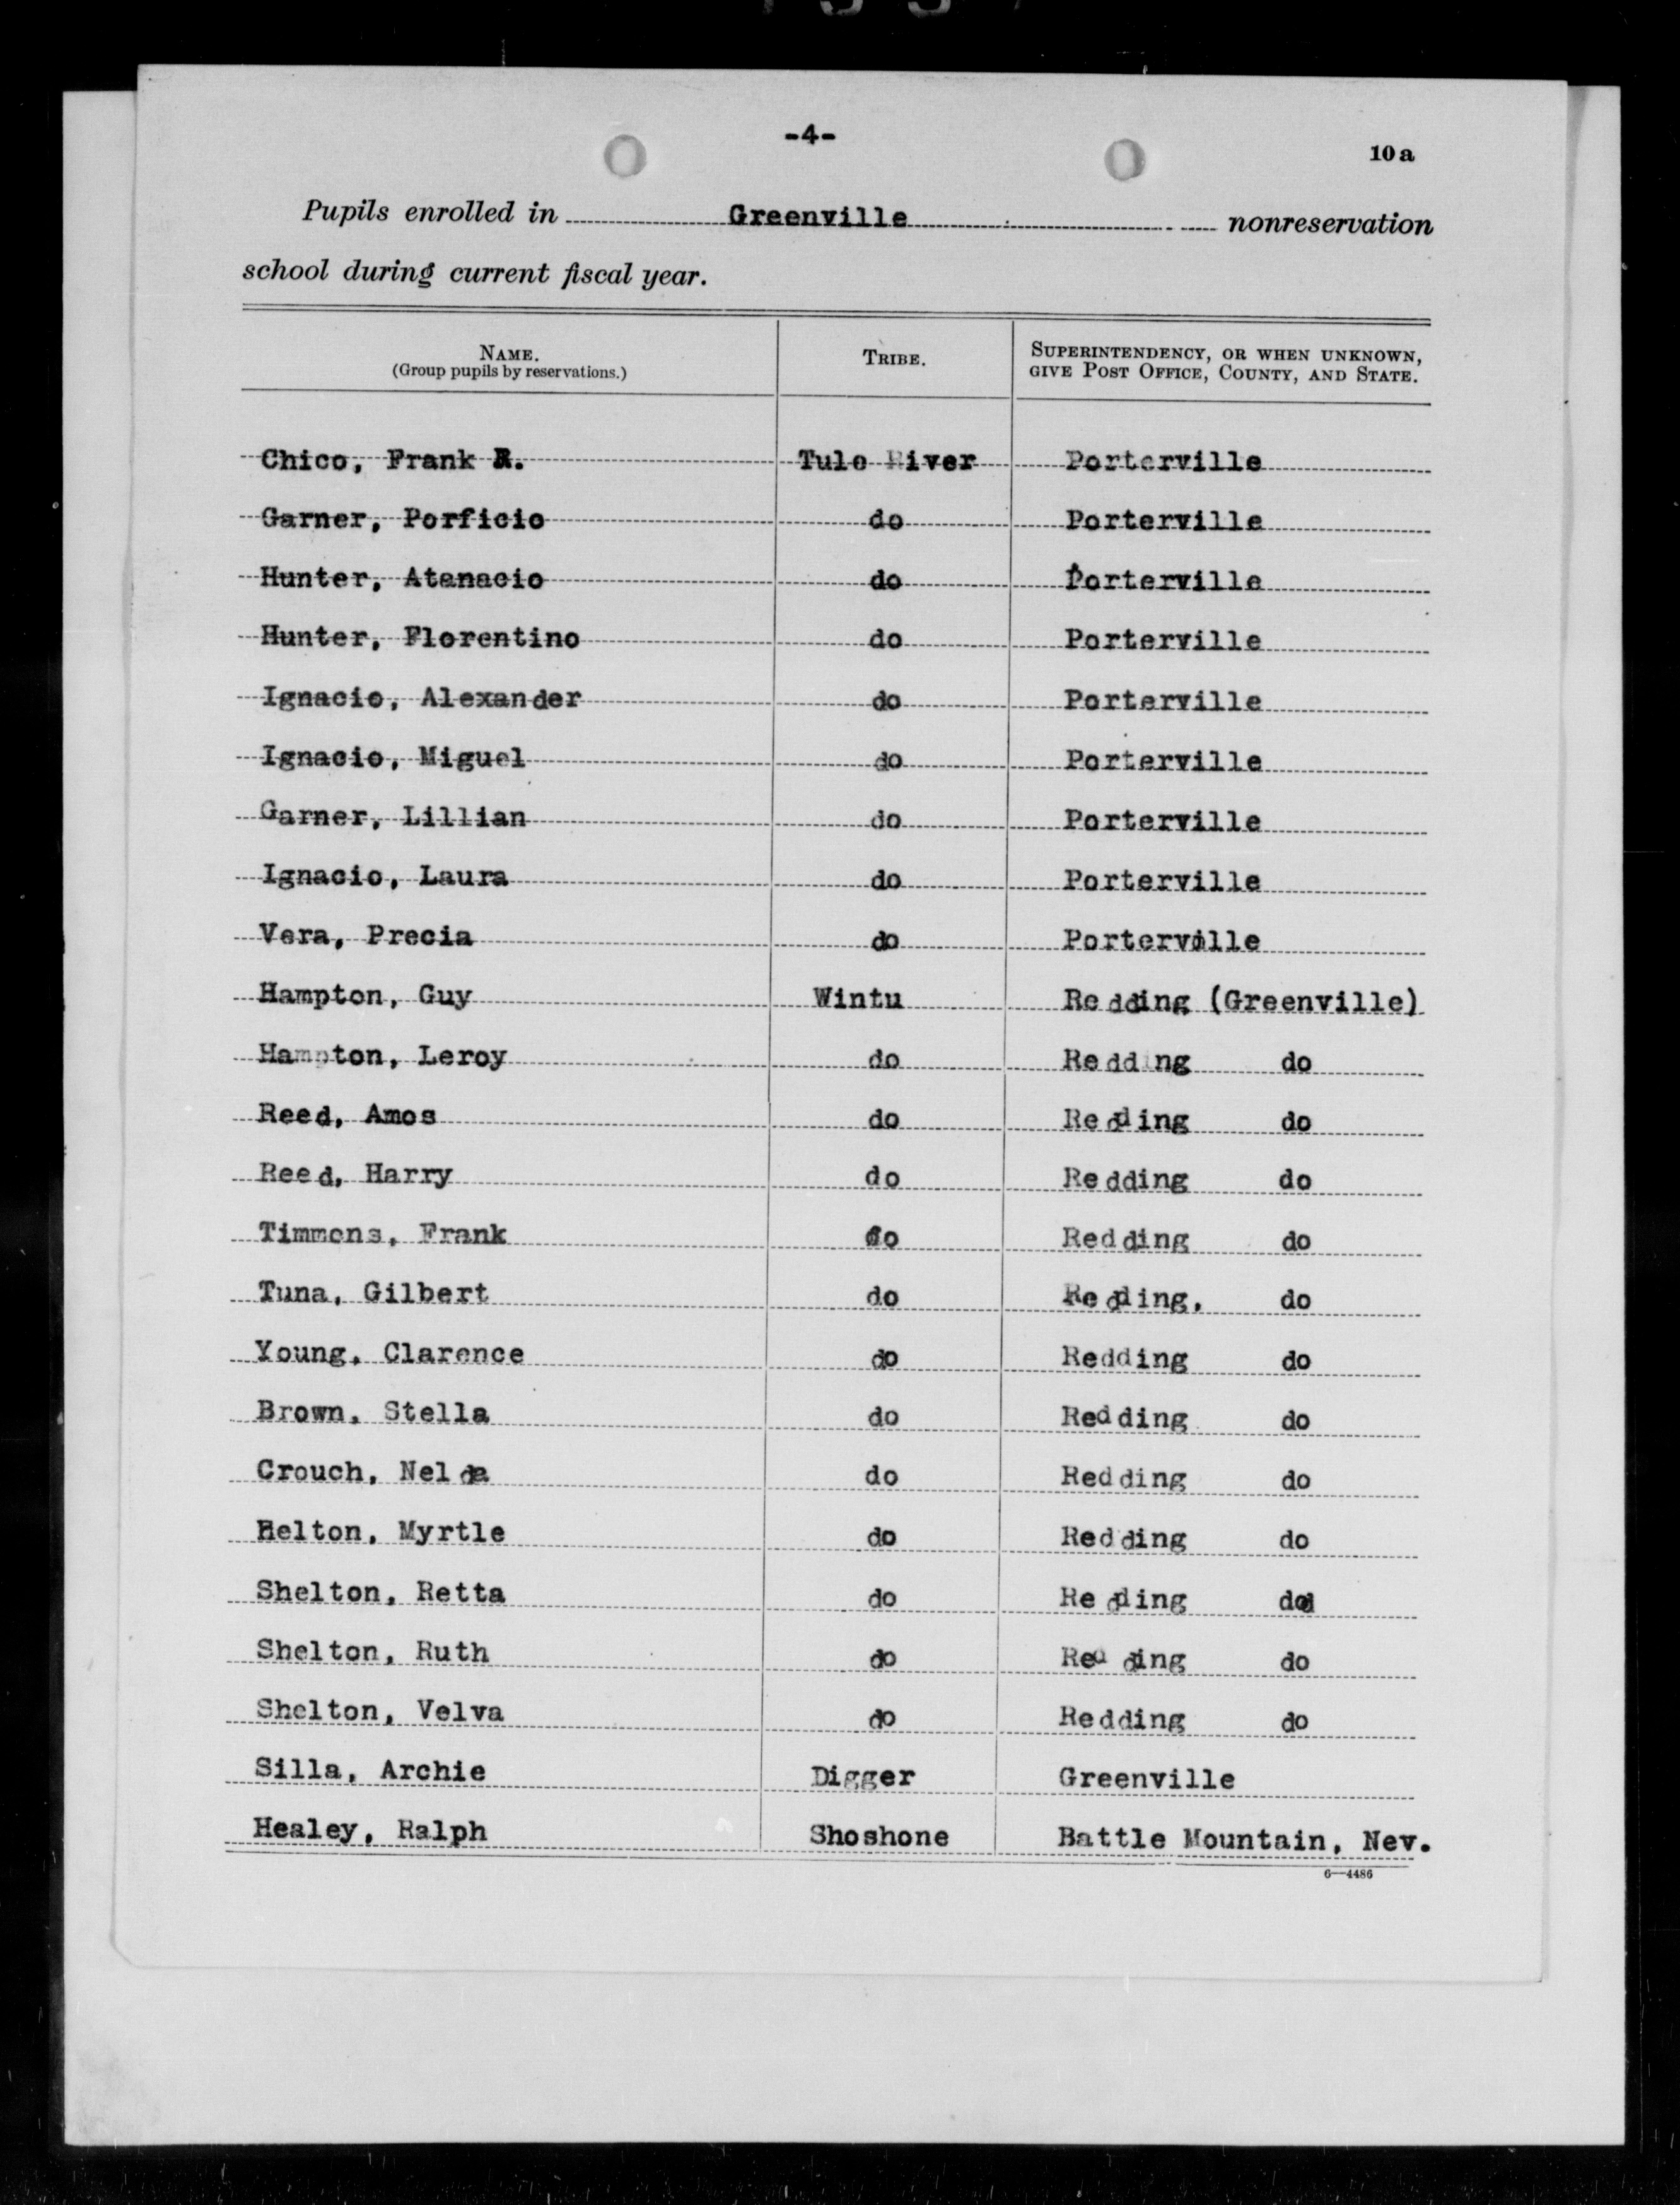 -4-
10 a
Pupils enrolled in Greenville nonreservation
school during current fiscal year.
NAME. TRIBE. SUPERINTENDENCY, OR WHEN UNKNOWN,
(Group pupils by reservations.) GIVE POST OFFICE, COUNTY, AND STATE.
Chico, Frank R. Tule River Porterville
Garner, Porficio do Porterville
Hunter, Atanacio do Porterville
Hunter, Florentino do Porterville
Ignacio, Alexander do Porterville
Ignacio, Miguel do Porterville
Garner, Lillian do Porterville
Ignacio, Laura do Porterville
Vera, Precia do Porterville
Hampton, Guy Wintu Redding (Greenville)
Hampton, Leroy do Redding do
Reed, Amos do Redding do
Reed, Harry do Redding do
Timmons, Frank do Redding do
Tuna, Gilbert do Redding, do
Young, Clarence do Redding do
Brown, Stella do Redding do
Crouch, Nelda do Redding do
Helton, Myrtle do Redding do
Shelton, Retta do Redding do
Shelton, Ruth do Redding do
Shelton, Velva do Redding do
Silla, Archie Digger Greenville
Healey, Ralph Shoshone Battle Mountain, Nev.
6-4486